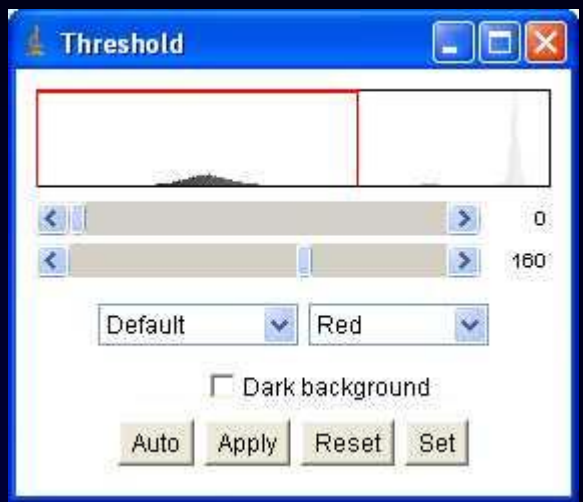 Threshold
0
160
Default Red
Dark background
Auto Apply Reset Set